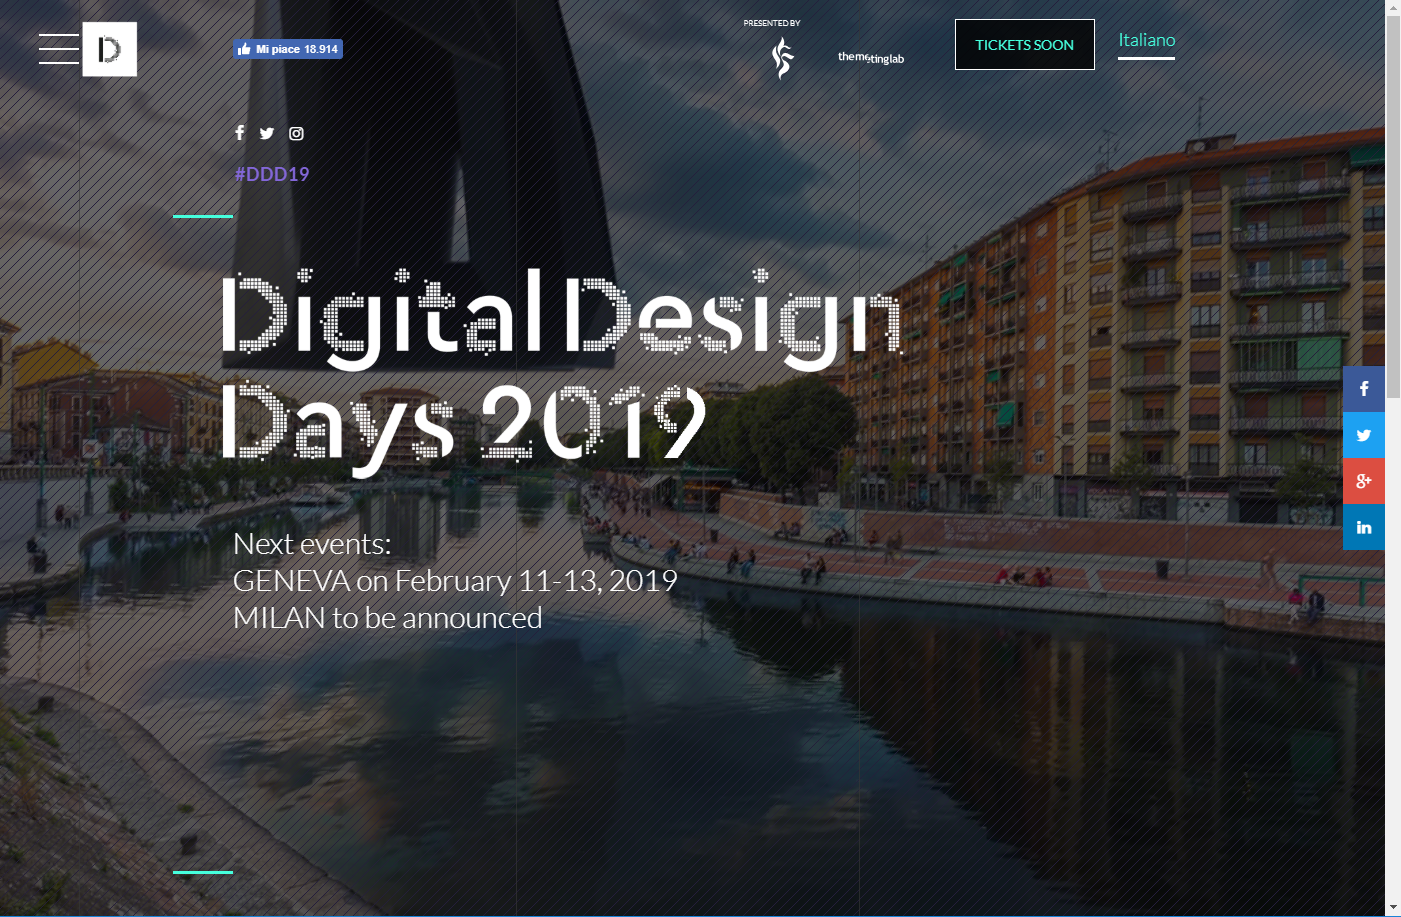 PRESENTED BY
D
Mi piace 18.914
themeetinglab
TICKETS SOON
Italiano
#DDD19
Digital Design
Days 2019
Next events:
GENEVA on February 11-13, 2019
MILAN to be announced